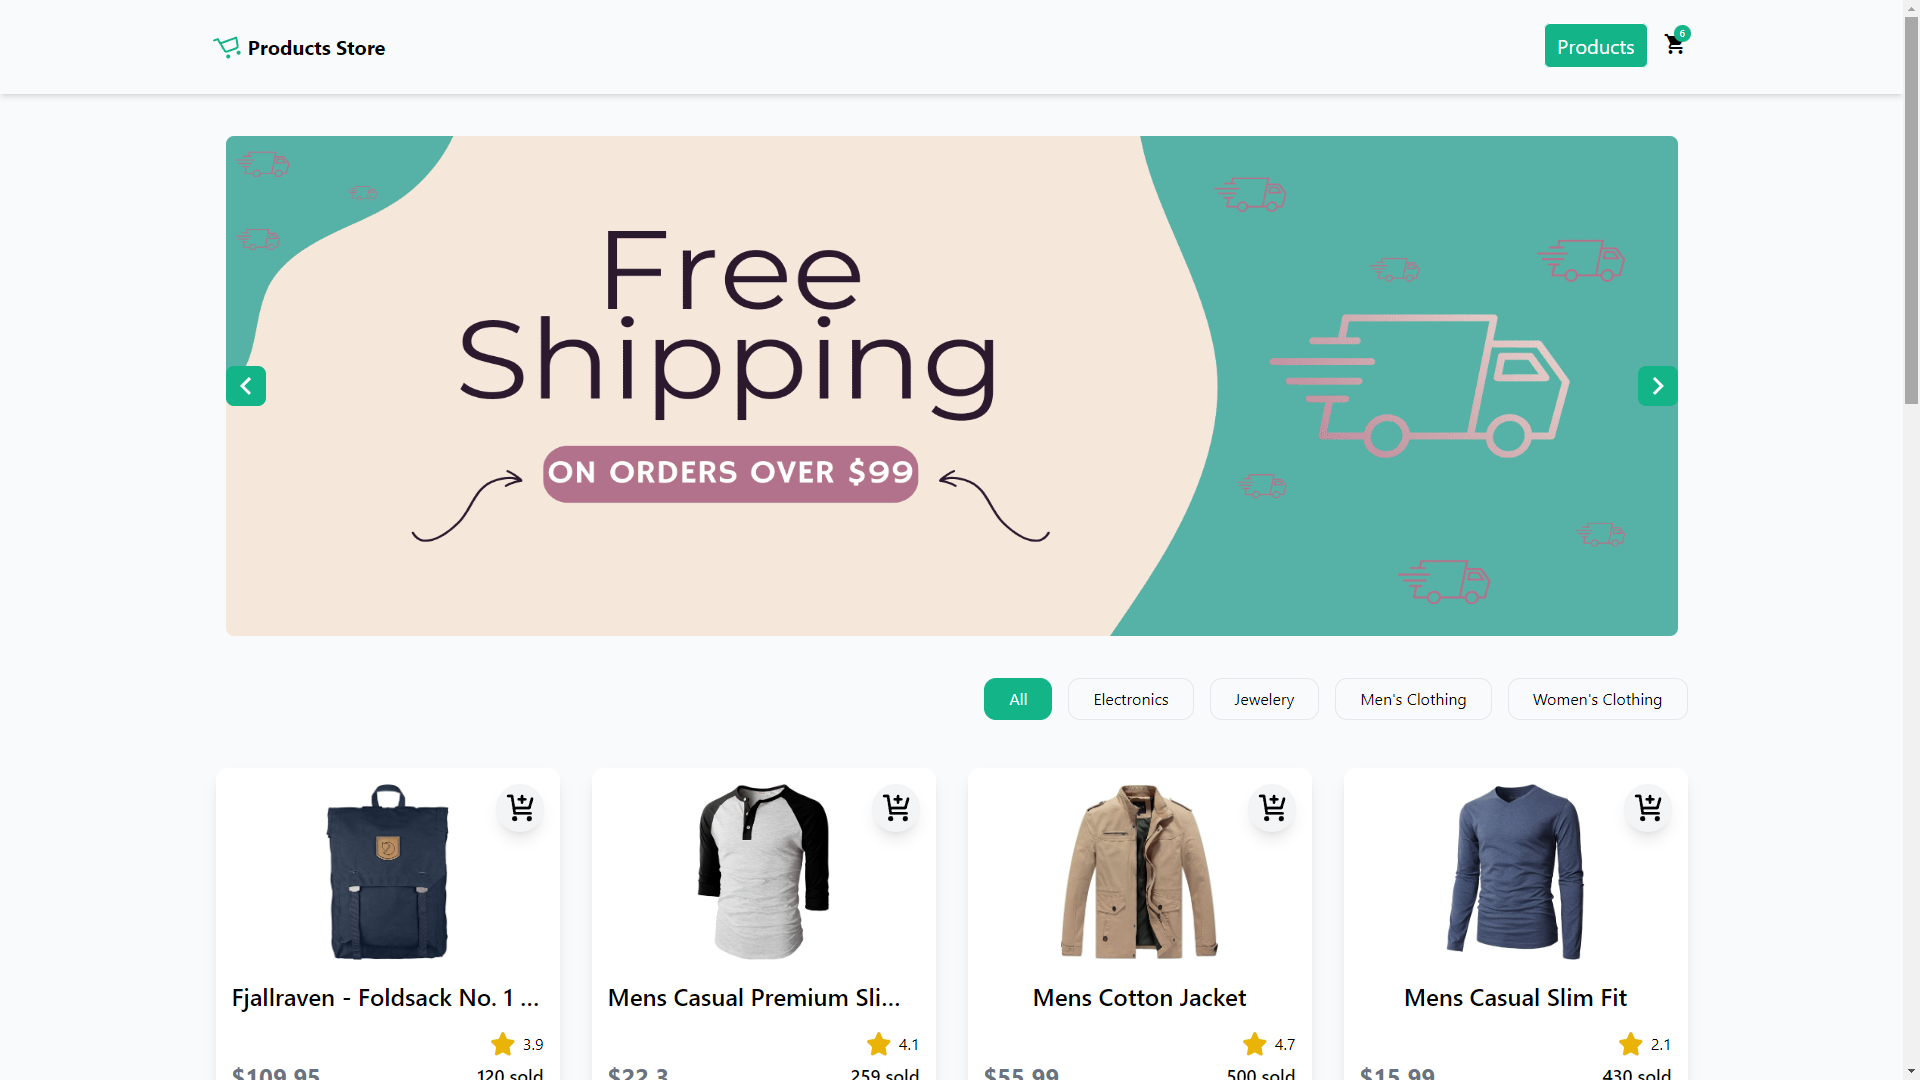 Products Store
Products
6
Free
Shipping
ON ORDERS OVER $99
All
Electronics
Jewelery
Men's Clothing
Women's Clothing
Fjallraven - Foldsack No. 1 ...
3.9
$109.95
120 sold
Mens Casual Premium Sli...
4.1
$22.3
259 sold
Mens Cotton Jacket
4.7
$55.99
500 sold
Mens Casual Slim Fit
2.1
$15.99
430 sold